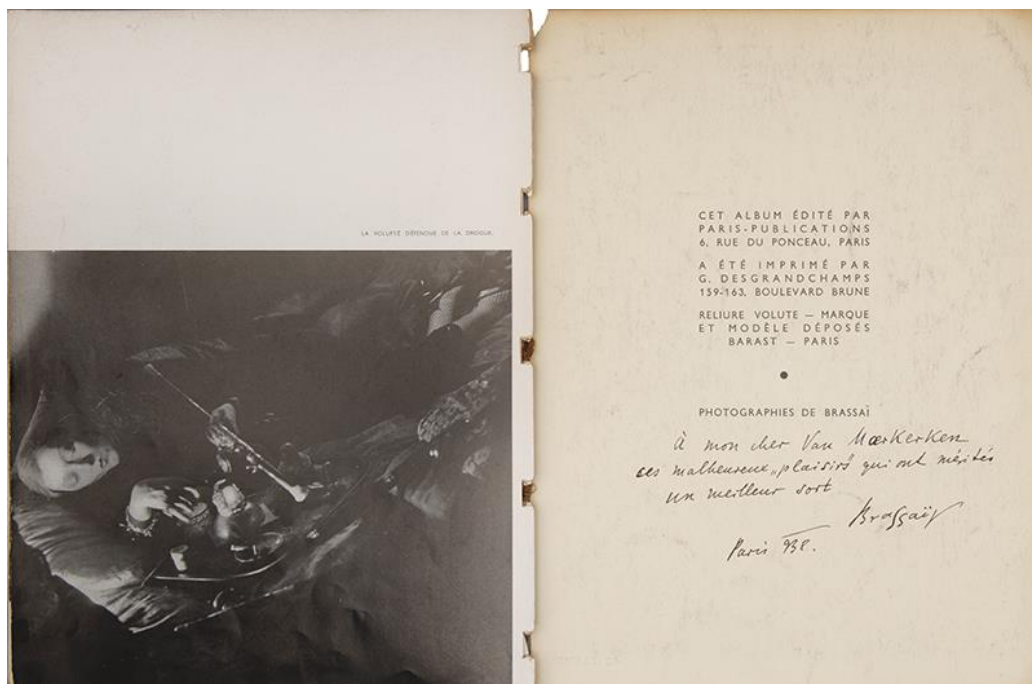 LA VOLUPTÉ DÉFENDUE DE LA DROGUE.
CET ALBUM ÉDITÉ PAR
PARIS-PUBLICATIONS
6, RUE DU PONCEAU, PARIS
A ÉTÉ IMPRIMÉ PAR
G. DESGRANDCHAMPS
159-163, BOULEVARD BRUNE
RELIURE VOLUTE — MARQUE
ET MODÈLE DÉPOSÉS
BARAST — PARIS
PHOTOGRAPHIES DE BRASSAÏ
À mon cher Van Moerkerken
ces malheureux „plaisirs" qui ont mérités
un meilleur sort
Brassaï
Paris 938.